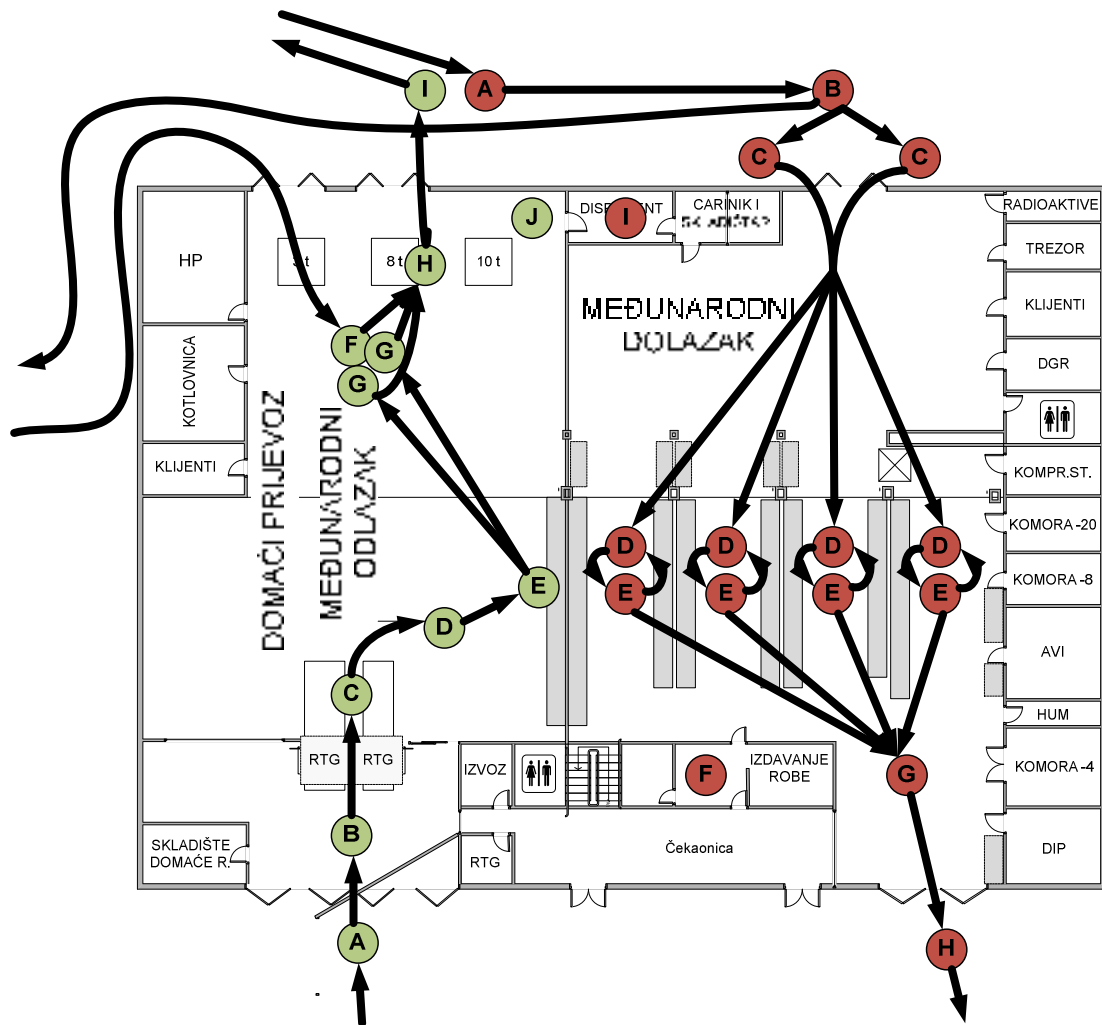 I
A
B
C
C
J
DISPEČENT
I
CARINIK I
RADIOAKTIVE
HP
5 t
8 t
H
10 t
TREZOR
MEĐUNARODNI
DOLAZAK
KLIJENTI
F
G
G
KOTLOVNICA
DGR
DOMAĆI PRIJEVOZ
MEĐUNARODNI
ODLAZAK
KLIJENTI
KOMPR.ST.
KOMORA -20
D
D
D
D
KOMORA -8
E
E
E
E
E
D
AVI
C
HUM
RTG
RTG
IZVOZ
F
IZDAVANJE
ROBE
G
KOMORA -4
B
SKLADIŠTE
DOMAĆE R.
RTG
Čekaonica
DIP
A
H